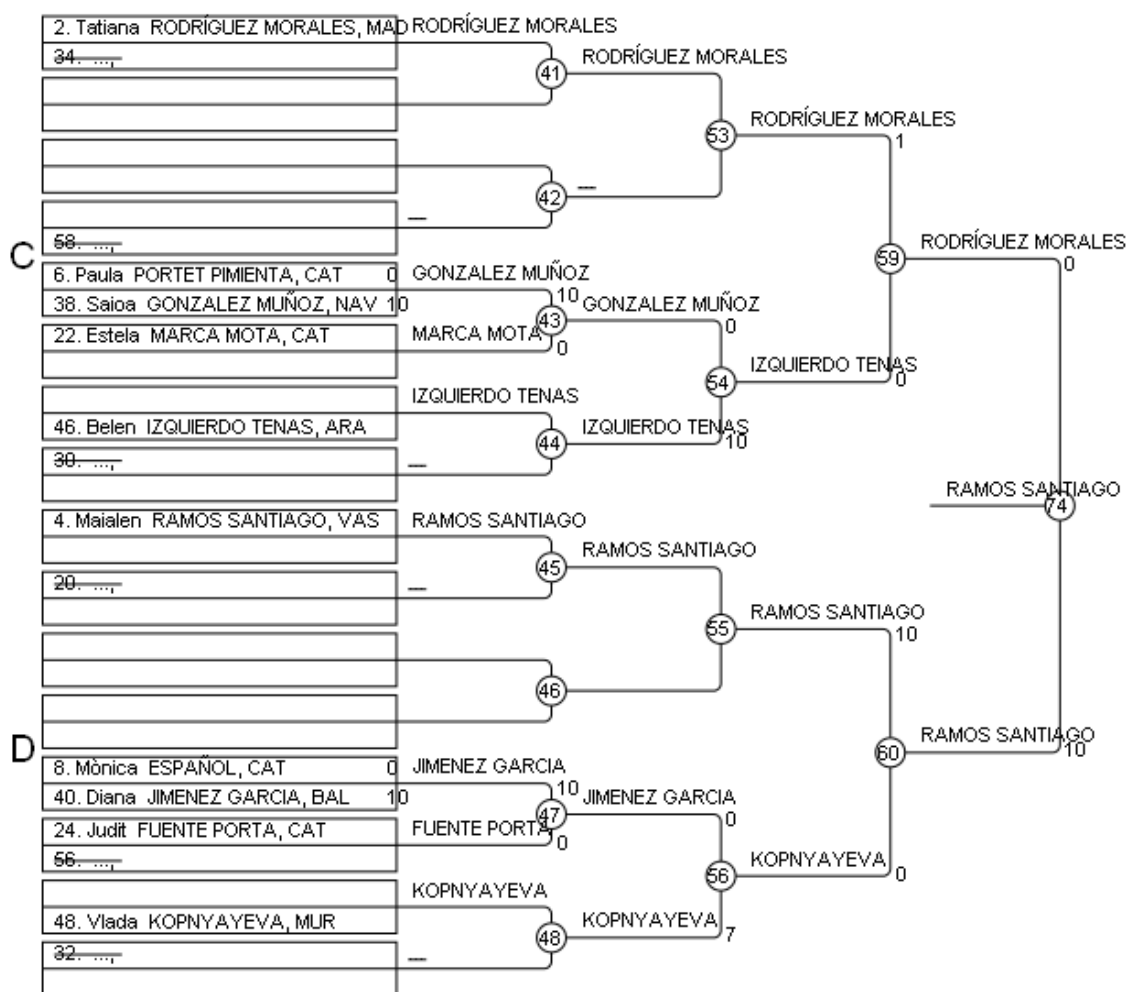 2. Tatiana RODRÍGUEZ MORALES, MAD RODRÍGUEZ MORALES
34. ...,
41 RODRÍGUEZ MORALES
53 RODRÍGUEZ MORALES
1
42 ---
---
58. ...,
C
59 RODRÍGUEZ MORALES
0
6. Paula PORTET PIMIENTA, CAT 0 GONZALEZ MUÑOZ
38. Saioa GONZALEZ MUÑOZ, NAV 10
10
43 GONZALEZ MUÑOZ
0
22. Estela MARCA MOTA, CAT MARCA MOTA
0
54 IZQUIERDO TENAS
0
IZQUIERDO TENAS
46. Belen IZQUIERDO TENAS, ARA
44 IZQUIERDO TENAS
10
30. ..., ---
74 RAMOS SANTIAGO
4. Maialen RAMOS SANTIAGO, VAS RAMOS SANTIAGO
45 RAMOS SANTIAGO
20. ..., ---
55 RAMOS SANTIAGO
10
46
D
60 RAMOS SANTIAGO
10
8. Mònica ESPAÑOL, CAT 0 JIMENEZ GARCIA
40. Diana JIMENEZ GARCIA, BAL 10
10
47 JIMENEZ GARCIA
0
24. Judit FUENTE PORTA, CAT FUENTE PORTA
0
56. ...,
56 KOPNYAYEVA
0
KOPNYAYEVA
48. Vlada KOPNYAYEVA, MUR
48 KOPNYAYEVA
7
32. ..., ---